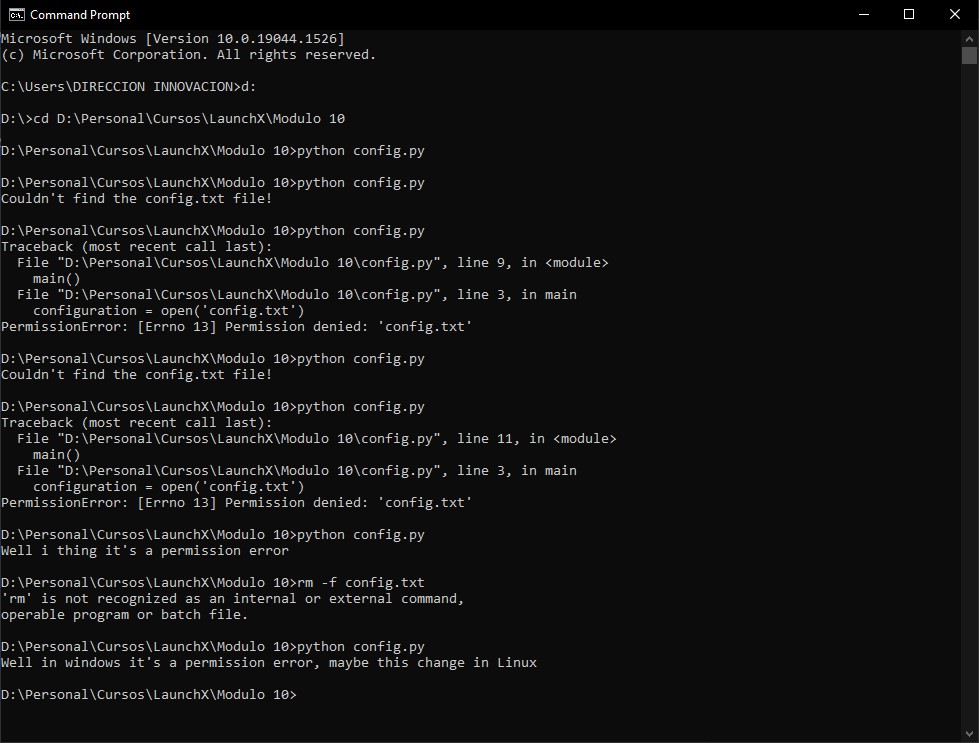 Command Prompt
Microsoft Windows [Version 10.0.19044.1526]
(c) Microsoft Corporation. All rights reserved.
C:\Users\DIRECCION INNOVACION>d:
D:\>cd D:\Personal\Cursos\LaunchX\Modulo 10
D:\Personal\Cursos\LaunchX\Modulo 10>python config.py
D:\Personal\Cursos\LaunchX\Modulo 10>python config.py
Couldn't find the config.txt file!
D:\Personal\Cursos\LaunchX\Modulo 10>python config.py
Traceback (most recent call last):
  File "D:\Personal\Cursos\LaunchX\Modulo 10\config.py", line 9, in <module>
    main()
  File "D:\Personal\Cursos\LaunchX\Modulo 10\config.py", line 3, in main
    configuration = open('config.txt')
PermissionError: [Errno 13] Permission denied: 'config.txt'
D:\Personal\Cursos\LaunchX\Modulo 10>python config.py
Couldn't find the config.txt file!
D:\Personal\Cursos\LaunchX\Modulo 10>python config.py
Traceback (most recent call last):
  File "D:\Personal\Cursos\LaunchX\Modulo 10\config.py", line 11, in <module>
    main()
  File "D:\Personal\Cursos\LaunchX\Modulo 10\config.py", line 3, in main
    configuration = open('config.txt')
PermissionError: [Errno 13] Permission denied: 'config.txt'
D:\Personal\Cursos\LaunchX\Modulo 10>python config.py
Well i thing it's a permission error
D:\Personal\Cursos\LaunchX\Modulo 10>rm -f config.txt
'rm' is not recognized as an internal or external command,
operable program or batch file.
D:\Personal\Cursos\LaunchX\Modulo 10>python config.py
Well in windows it's a permission error, maybe this change in Linux
D:\Personal\Cursos\LaunchX\Modulo 10>